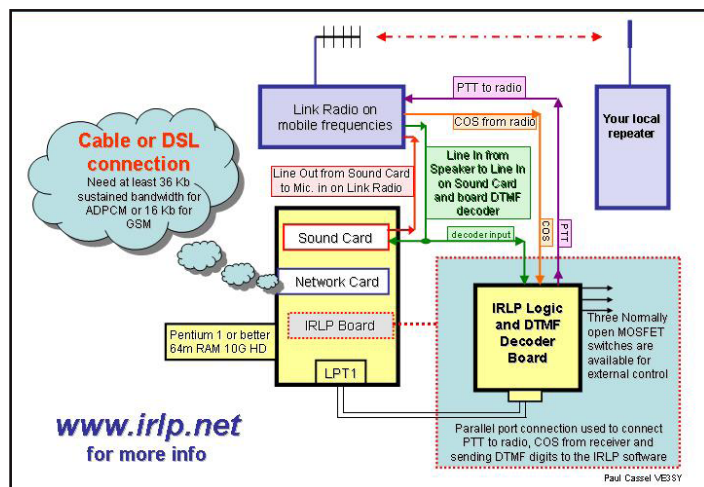 PTT to radio
Link Radio on
mobile frequencies
COS from radio
Your local
repeater
Cable or DSL
connection
Need at least 36 Kb
sustained bandwidth for
ADPCM or 16 Kb for
GSM
Line Out from Sound Card
to Mic. in on Link Radio
Line In from
Speaker to Line In
on Sound Card
and board DTMF
decoder
Sound Card
decoder input
COS
PTT
Network Card
IRLP Board
IRLP Logic
and DTMF
Decoder
Board
Three Normally
open MOSFET
switches are
available for
external control
Pentium 1 or better
64m RAM 10G HD
LPT1
www.irlp.net
for more info
Parallel port connection used to connect
PTT to radio, COS from receiver and
sending DTMF digits to the IRLP software
Paul Cassel VE3SY